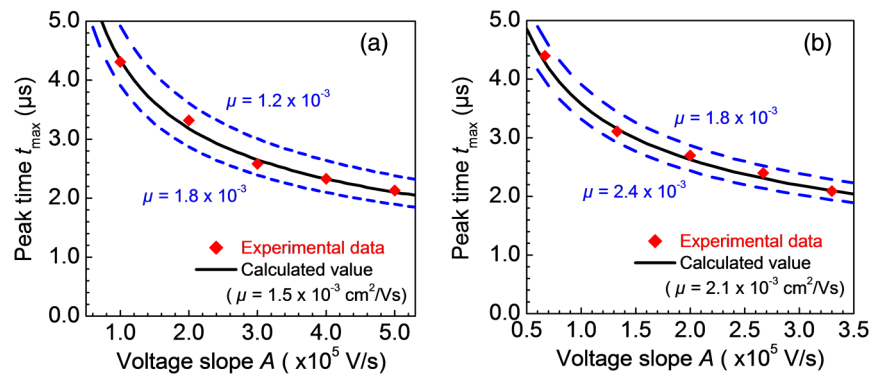 (a)
5.0
4.0
3.0
2.0
1.0
0.0
Peak time tmax (μs)
μ = 1.2 x 10-3
μ = 1.8 x 10-3
Experimental data
Calculated value
( μ = 1.5 x 10-3 cm2/Vs)
1.0 2.0 3.0 4.0 5.0
Voltage slope A ( x105 V/s)
(b)
5.0
4.0
3.0
2.0
1.0
0.0
Peak time tmax (μs)
μ = 1.8 x 10-3
μ = 2.4 x 10-3
Experimental data
Calculated value
( μ = 2.1 x 10-3 cm2/Vs)
0.5 1.0 1.5 2.0 2.5 3.0 3.5
Voltage slope A ( x105 V/s)